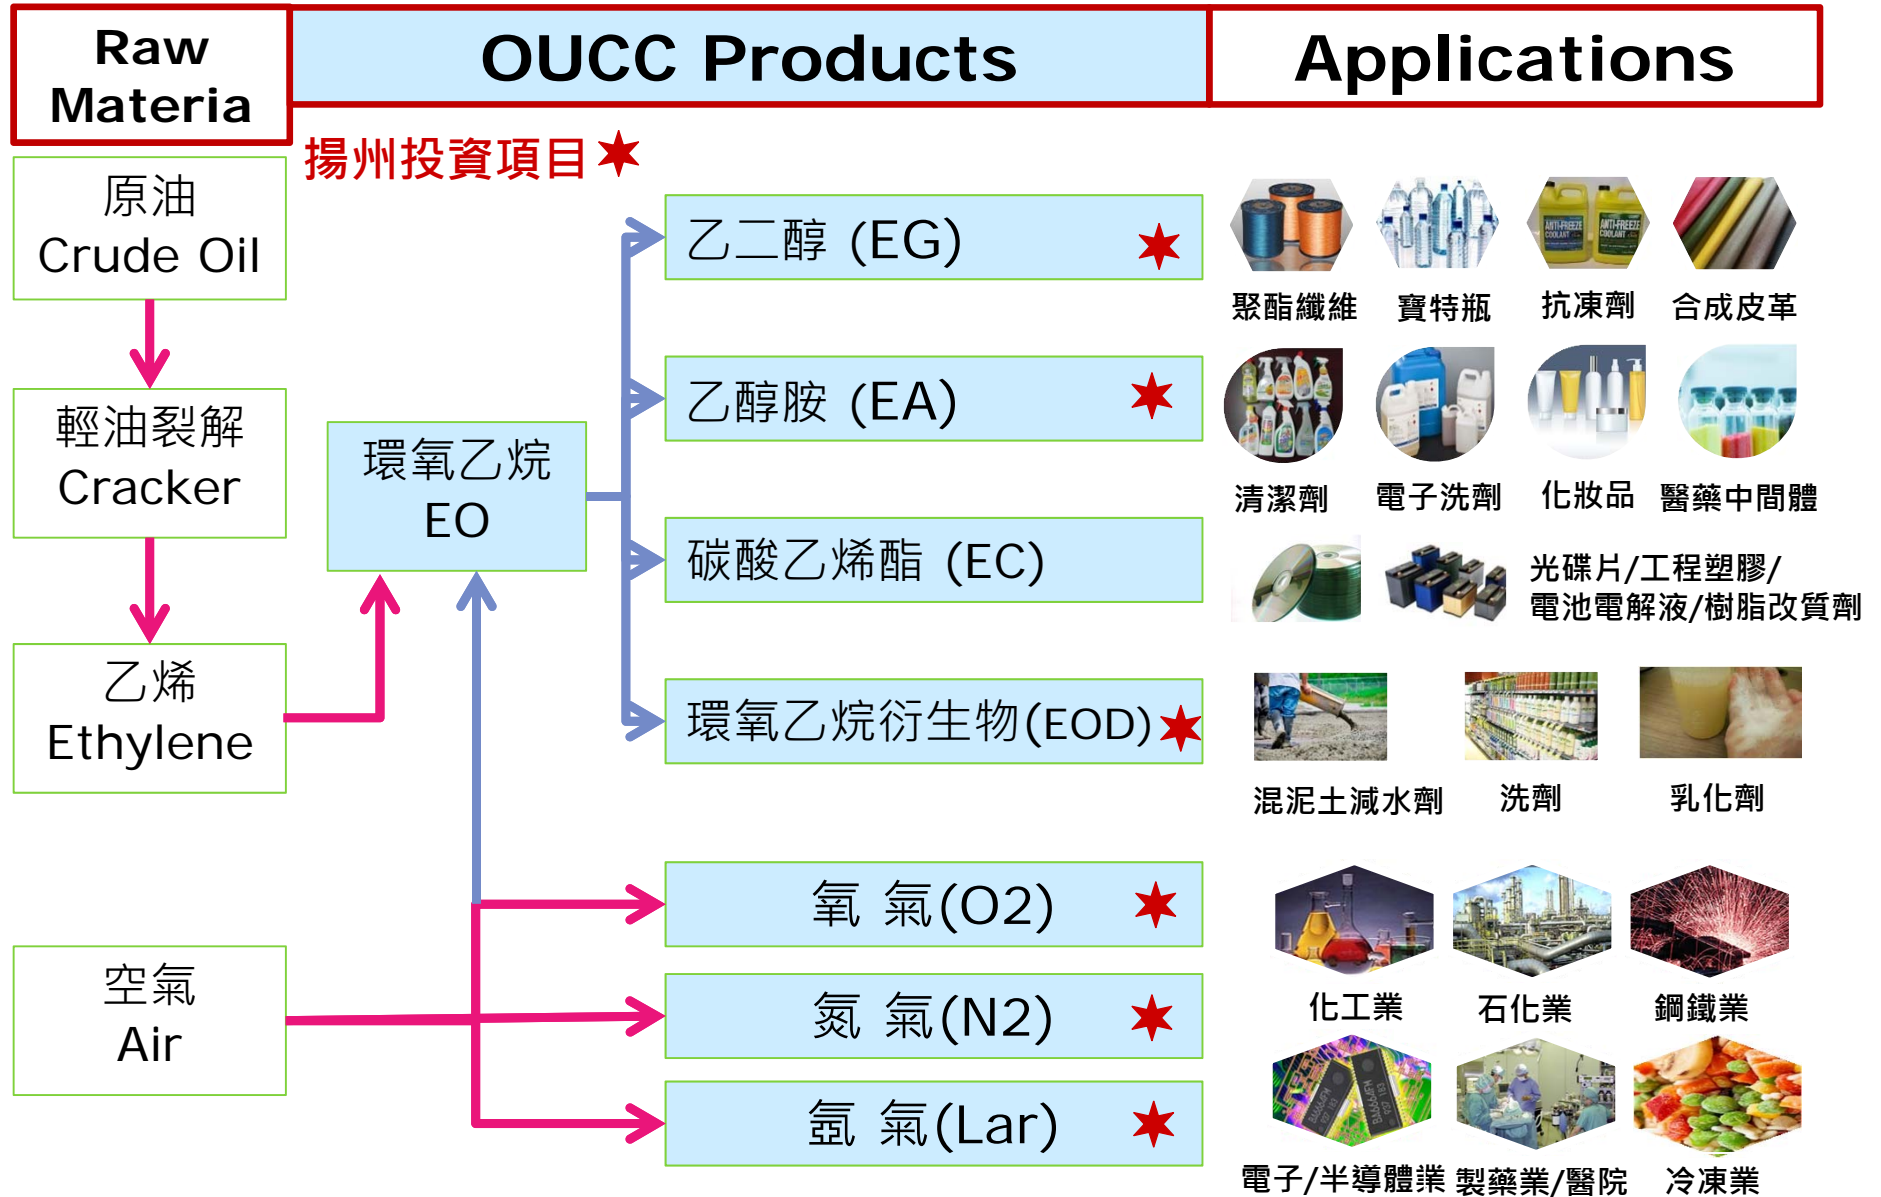 Raw
Materia
OUCC Products
Applications
揚州投資項目
原油
Crude Oil
輕油裂解
Cracker
乙烯
Ethylene
空氣
Air
環氧乙烷
EO
乙二醇 (EG)
乙醇胺 (EA)
碳酸乙烯酯 (EC)
環氧乙烷衍生物(EOD)
氧 氣(O2)
氮 氣(N2)
氬 氣(Lar)
ANTI-FREEZE
COOLANT
ANTI-FREEZE
COOLANT
聚酯纖維
寶特瓶
抗凍劑
合成皮革
清潔劑
電子洗劑
化妝品
醫藥中間體
光碟片/工程塑膠/
電池電解液/樹脂改質劑
混泥土減水劑
洗劑
乳化劑
化工業
石化業
鋼鐵業
電子/半導體業
製藥業/醫院
冷凍業